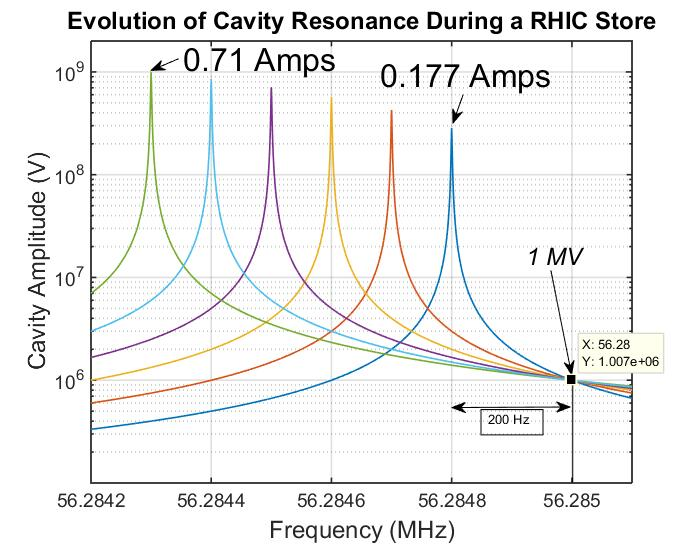 Evolution of Cavity Resonance During a RHIC Store
0.71 Amps
0.177 Amps
10^9
10^8
10^7
10^6
Cavity Amplitude (V)
1 MV
X: 56.28
Y: 1.007e+06
200 Hz
56.2842
56.2844
56.2846
56.2848
56.285
Frequency (MHz)